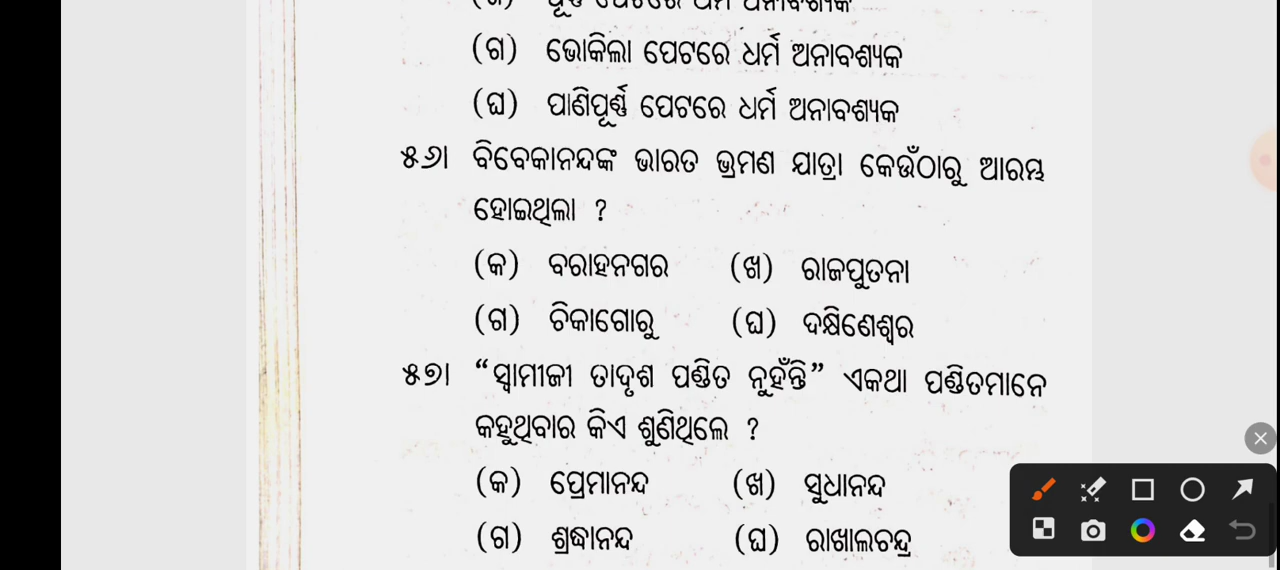 (ଗ) ଭୋକିଲା ପେଟରେ ଧର୍ମ ଅନାବଶ୍ୟକ
(ଘ) ପାଣିପୂର୍ଣ୍ଣ ପେଟରେ ଧର୍ମ ଅନାବଶ୍ୟକ
୫୬। ବିବେକାନନ୍ଦଙ୍କ ଭାରତ ଭ୍ରମଣ ଯାତ୍ରା କେଉଁଠାରୁ ଆରମ୍ଭ
ହୋଇଥିଲା ?
(କ) ବରାହନଗର (ଖ) ରାଜପୁତନା
(ଗ) ଚିକାଗୋରୁ (ଘ) ଦକ୍ଷିଣେଶ୍ୱର
୫୭। “ସ୍ୱାମୀଜୀ ତାଦୃଶ ପଣ୍ଡିତ ନୁହଁନ୍ତି” ଏକଥା ପଣ୍ଡିତମାନେ
କହୁଥିବାର କିଏ ଶୁଣିଥିଲେ ?
(କ) ପ୍ରେମାନନ୍ଦ (ଖ) ସୁଧାନନ୍ଦ
(ଗ) ଶ୍ରଦ୍ଧାନନ୍ଦ (ଘ) ରାଖାଲଚନ୍ଦ୍ର